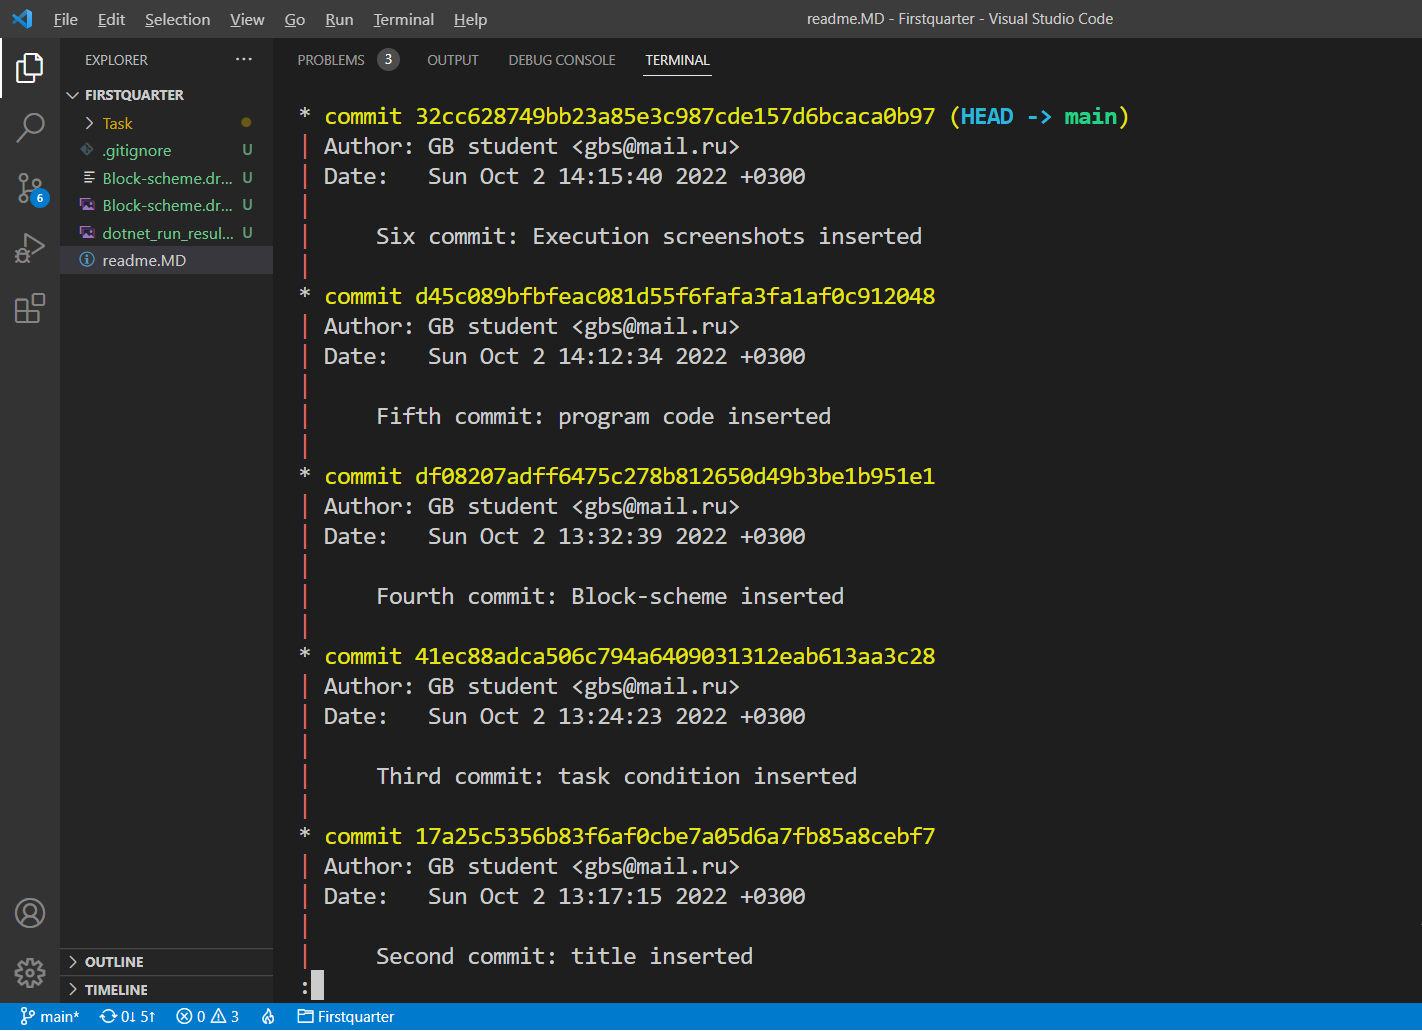 File Edit Selection View Go Run Terminal Help readme.MD - Firstquarter - Visual Studio Code
EXPLORER ···
FIRSTQUARTER
Task
.gitignore U
Block-scheme.dr... U
Block-scheme.dr... U
dotnet_run_resul... U
readme.MD
6
OUTLINE
TIMELINE
PROBLEMS 3 OUTPUT DEBUG CONSOLE TERMINAL
* commit 32cc628749bb23a85e3c987cde157d6bcaca0b97 (HEAD -> main)
| Author: GB student <gbs@mail.ru>
| Date:   Sun Oct 2 14:15:40 2022 +0300
|
|     Six commit: Execution screenshots inserted
|
* commit d45c089bfbfeac081d55f6fafa3fa1af0c912048
| Author: GB student <gbs@mail.ru>
| Date:   Sun Oct 2 14:12:34 2022 +0300
|
|     Fifth commit: program code inserted
|
* commit df08207adff6475c278b812650d49b3be1b951e1
| Author: GB student <gbs@mail.ru>
| Date:   Sun Oct 2 13:32:39 2022 +0300
|
|     Fourth commit: Block-scheme inserted
|
* commit 41ec88adca506c794a6409031312eab613aa3c28
| Author: GB student <gbs@mail.ru>
| Date:   Sun Oct 2 13:24:23 2022 +0300
|
|     Third commit: task condition inserted
|
* commit 17a25c5356b83f6af0cbe7a05d6a7fb85a8cebf7
| Author: GB student <gbs@mail.ru>
| Date:   Sun Oct 2 13:17:15 2022 +0300
|
|     Second commit: title inserted
:
main* 0↓ 5↑ 0 3 Firstquarter